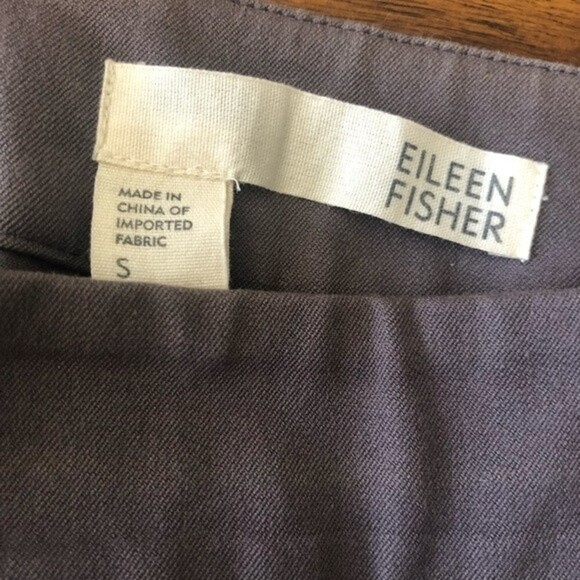 EILEEN
FISHER
MADE IN
CHINA OF
IMPORTED
FABRIC
S